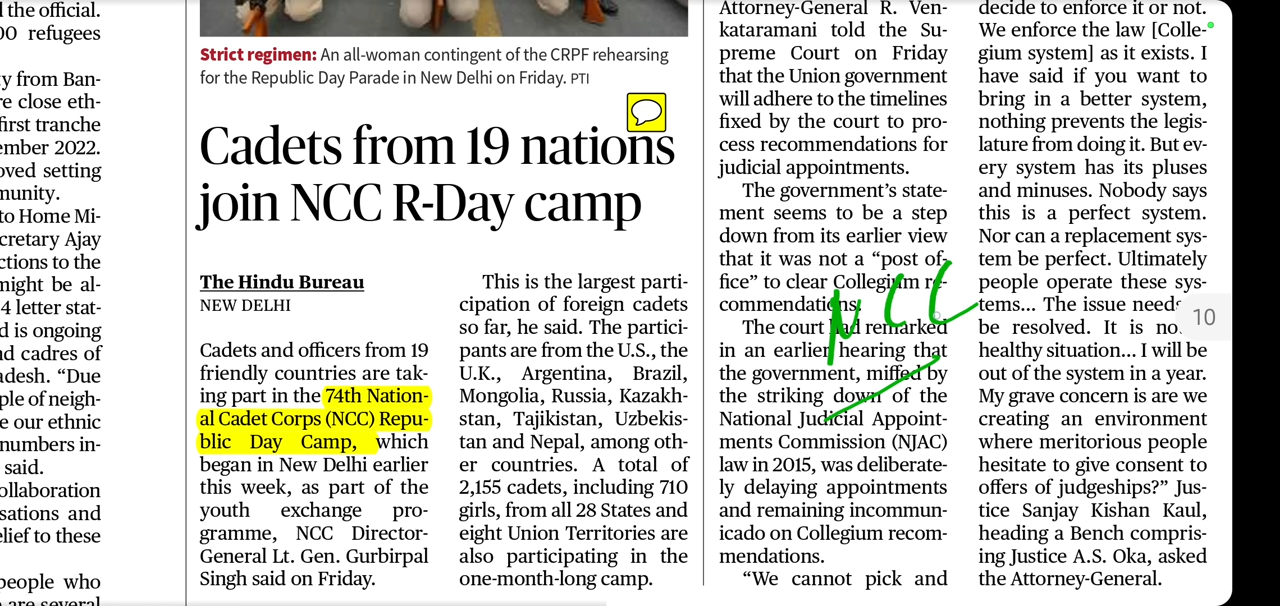 d the official.
00 refugees
ty from Ban-
re close eth-
first tranche
ember 2022.
oved setting
munity.
to Home Mi-
cretary Ajay
ctions to the
might be al-
4 letter stat-
d is ongoing
nd cadres of
adesh. “Due
ple of neigh-
e our ethnic
numbers in-
said.
ollaboration
sations and
elief to these
people who
are several
Strict regimen: An all-woman contingent of the CRPF rehearsing
for the Republic Day Parade in New Delhi on Friday. PTI
Cadets from 19 nations
join NCC R-Day camp
The Hindu Bureau
NEW DELHI
Cadets and officers from 19
friendly countries are tak-
ing part in the 74th Nation-
al Cadet Corps (NCC) Repu-
blic Day Camp, which
began in New Delhi earlier
this week, as part of the
youth exchange pro-
gramme, NCC Director-
General Lt. Gen. Gurbirpal
Singh said on Friday.
This is the largest parti-
cipation of foreign cadets
so far, he said. The partici-
pants are from the U.S., the
U.K., Argentina, Brazil,
Mongolia, Russia, Kazakh-
stan, Tajikistan, Uzbekis-
tan and Nepal, among oth-
er countries. A total of
2,155 cadets, including 710
girls, from all 28 States and
eight Union Territories are
also participating in the
one-month-long camp.
Attorney-General R. Ven-
kataramani told the Su-
preme Court on Friday
that the Union government
will adhere to the timelines
fixed by the court to pro-
cess recommendations for
judicial appointments.
The government’s state-
ment seems to be a step
down from its earlier view
that it was not a “post of-
fice” to clear Collegium re-
commendations.
The court had remarked
in an earlier hearing that
the government, miffed by
the striking down of the
National Judicial Appoint-
ments Commission (NJAC)
law in 2015, was deliberate-
ly delaying appointments
and remaining incommun-
icado on Collegium recom-
mendations.
“We cannot pick and
NCC
decide to enforce it or not.
We enforce the law [Colle-
gium system] as it exists. I
have said if you want to
bring in a better system,
nothing prevents the legis-
lature from doing it. But ev-
ery system has its pluses
and minuses. Nobody says
this is a perfect system.
Nor can a replacement sys-
tem be perfect. Ultimately
people operate these sys-
tems... The issue needs
be resolved. It is no
healthy situation... I will be
out of the system in a year.
My grave concern is are we
creating an environment
where meritorious people
hesitate to give consent to
offers of judgeships?” Jus-
tice Sanjay Kishan Kaul,
heading a Bench compris-
ing Justice A.S. Oka, asked
the Attorney-General.
10